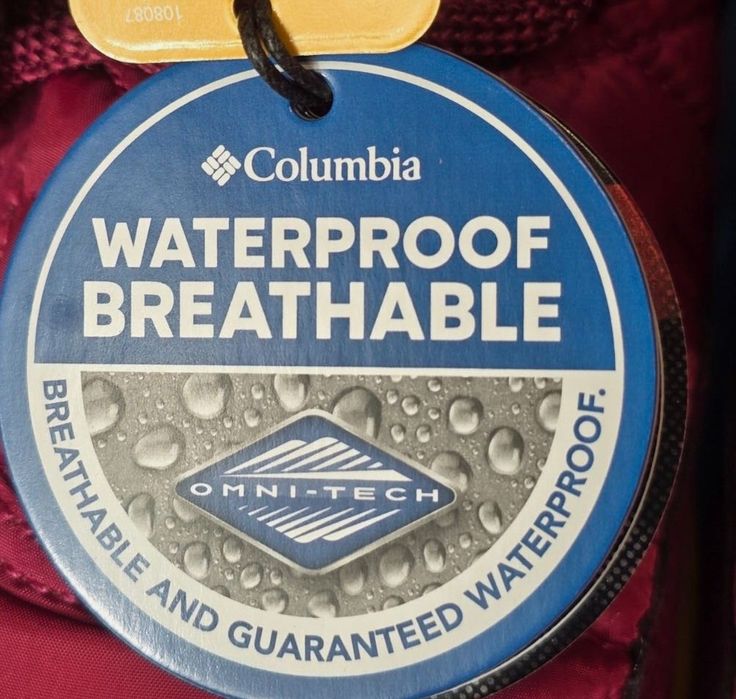 108087
Columbia
WATERPROOF
BREATHABLE
OMNI-TECH
BREATHABLE AND GUARANTEED WATERPROOF.